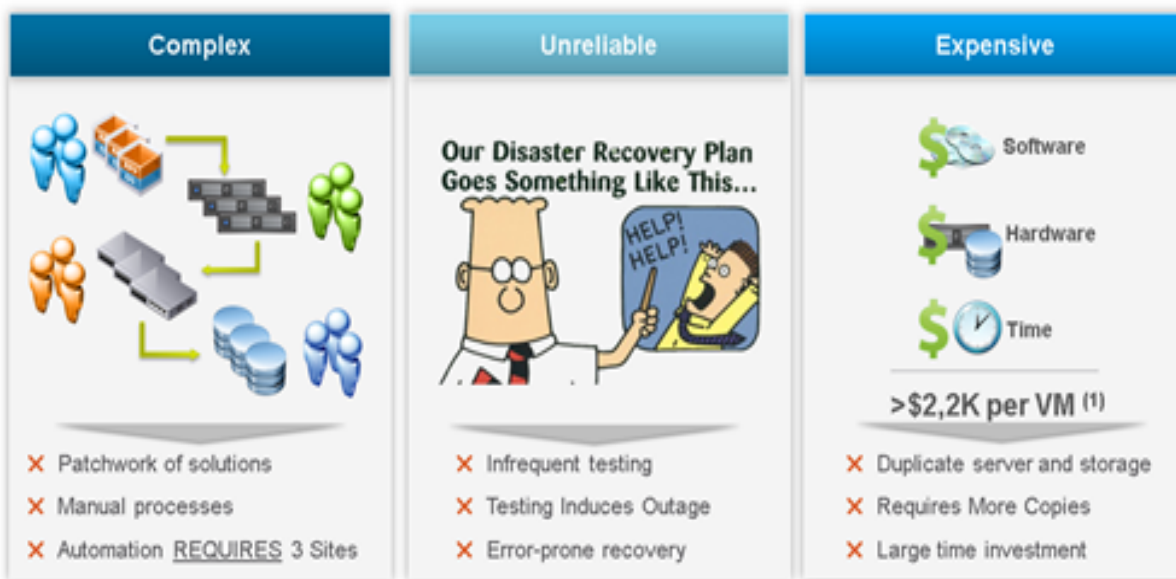 Complex
Patchwork of solutions
Manual processes
Automation REQUIRES 3 Sites
Unreliable
Our Disaster Recovery Plan
Goes Something Like This...
HELP!
HELP!
Infrequent testing
Testing Induces Outage
Error-prone recovery
Expensive
Software
Hardware
Time
>$2,2K per VM (1)
Duplicate server and storage
Requires More Copies
Large time investment